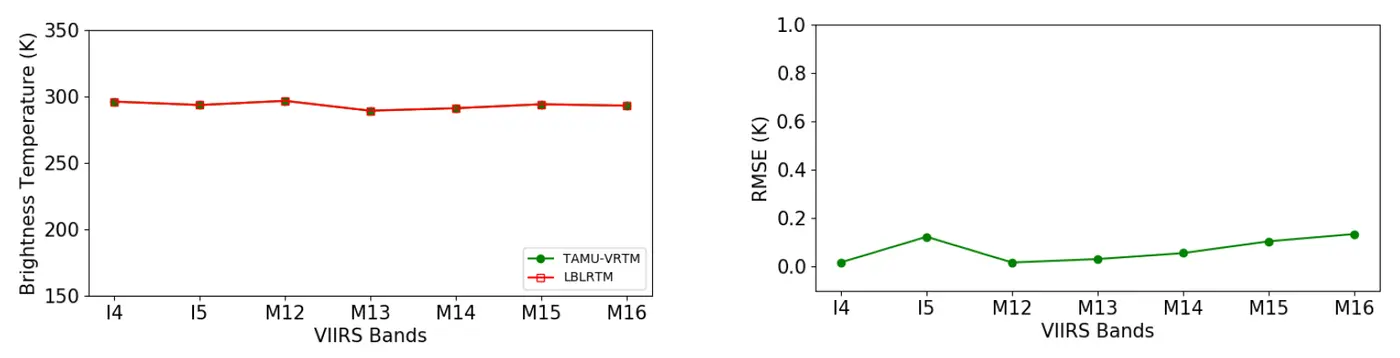 350
300
250
200
150
Brightness Temperature (K)
I4 I5 M12 M13 M14 M15 M16
VIIRS Bands
TAMU-VRTM
LBLRTM
1.0
0.8
0.6
0.4
0.2
0.0
RMSE (K)
I4 I5 M12 M13 M14 M15 M16
VIIRS Bands